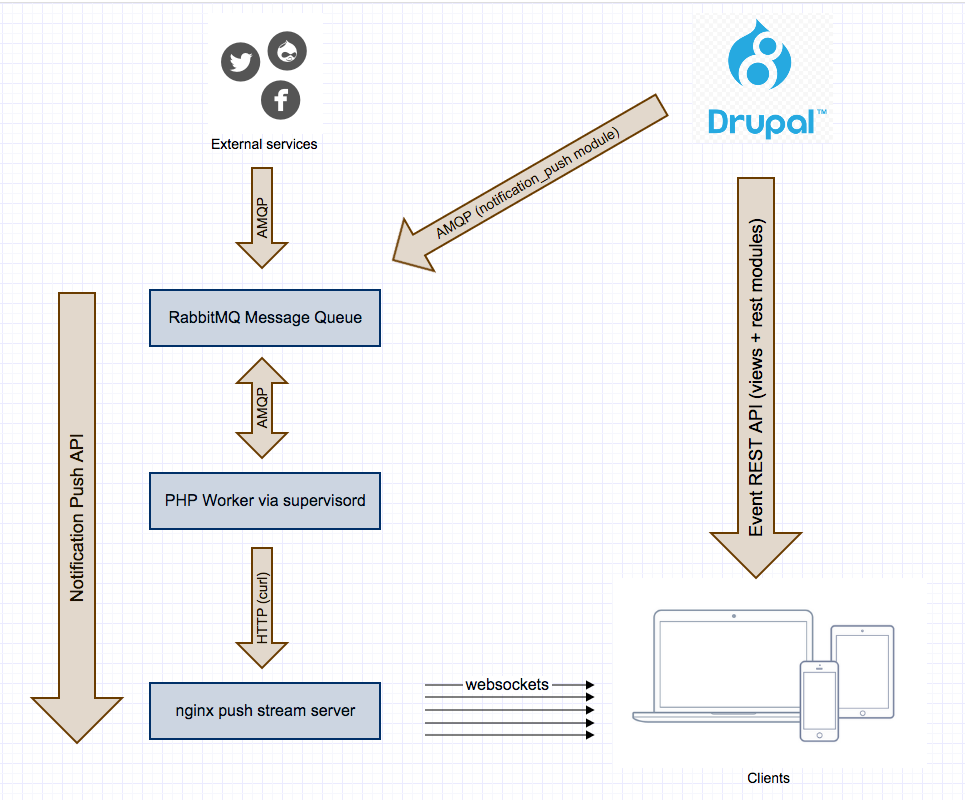 External services
Drupal™
AMQP
AMQP (notification_push module)
RabbitMQ Message Queue
AMQP
PHP Worker via supervisord
HTTP (curl)
nginx push stream server
Notification Push API
websockets
Event REST API (views + rest modules)
Clients